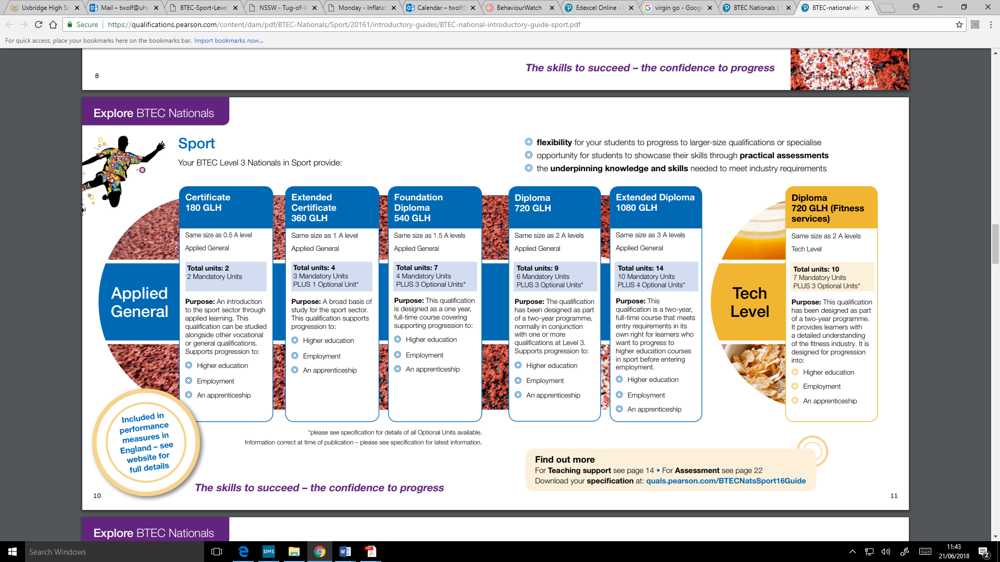 Uxbridge High Sc
Mail – twolf@uhs
BTEC-Sport-Level
NSSW - Tug-of-W
Monday - Inflatab
Calendar – twolf@
BehaviourWatch
Edexcel Online -
virgin go - Googl
BTEC Nationals |
BTEC-national-int
Secure
https://qualifications.pearson.com/content/dam/pdf/BTEC-Nationals/Sport/20161/introductory-guides/BTEC-national-introductory-guide-sport.pdf
For quick access, place your bookmarks here on the bookmarks bar. Import bookmarks now...
The skills to succeed – the confidence to progress
8
9
Explore BTEC Nationals
Sport
Your BTEC Level 3 Nationals in Sport provide:
flexibility for your students to progress to larger-size qualifications or specialise
opportunity for students to showcase their skills through practical assessments
the underpinning knowledge and skills needed to meet industry requirements
Applied
General
Certificate
180 GLH
Same size as 0.5 A level
Applied General
Total units: 2
2 Mandatory Units
Purpose: An introduction
to the sport sector through
applied learning. This
qualification can be studied
alongside other vocational
or general qualifications.
Supports progression to:
Higher education
Employment
An apprenticeship
Extended
Certificate
360 GLH
Same size as 1 A level
Applied General
Total units: 4
3 Mandatory Units
PLUS 1 Optional Unit*
Purpose: A broad basis of
study for the sport sector.
This qualification supports
progression to:
Higher education
Employment
An apprenticeship
Foundation
Diploma
540 GLH
Same size as 1.5 A levels
Applied General
Total units: 7
4 Mandatory Units
PLUS 3 Optional Units*
Purpose: This qualification
is designed as a one year,
full-time course covering
supporting progression to:
Higher education
Employment
An apprenticeship
Diploma
720 GLH
Same size as 2 A levels
Applied General
Total units: 9
6 Mandatory Units
PLUS 3 Optional Units*
Purpose: The qualification
has been designed as part
of a two-year programme,
normally in conjunction
with one or more
qualifications at Level 3.
Supports progression to:
Higher education
Employment
An apprenticeship
Extended Diploma
1080 GLH
Same size as 3 A levels
Applied General
Total units: 14
10 Mandatory Units
PLUS 4 Optional Units*
Purpose: This
qualification is a two-year,
full-time course that meets
entry requirements in its
own right for learners who
want to progress to
higher education courses
in sport before entering
employment.
Higher education
Employment
An apprenticeship
Tech
Level
Diploma
720 GLH (Fitness
services)
Same size as 2 A levels
Tech Level
Total units: 10
7 Mandatory Units
PLUS 3 Optional Units*
Purpose: This qualification
has been designed as part
of a two-year programme.
It provides learners with
a detailed understanding
of the fitness industry. It is
designed for progression
into:
Higher education
Employment
An apprenticeship
Included in
performance
measures in
England – see
website for
full details
*please see specification for details of all Optional Units available.
Information correct at time of publication – please see specification for latest information.
Find out more
For Teaching support see page 14 • For Assessment see page 22
Download your specification at: quals.pearson.com/BTECNatsSport16Guide
The skills to succeed – the confidence to progress
10
11
Explore BTEC Nationals
Search Windows
SIMS
11:43
21/06/2018
2